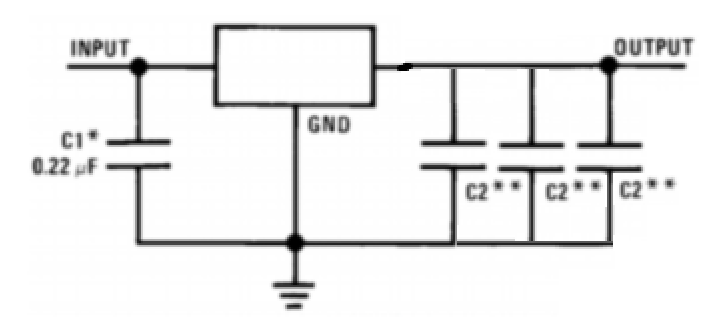 INPUT
OUTPUT
GND
C1*
0.22 μF
C2**
C2**
C2**